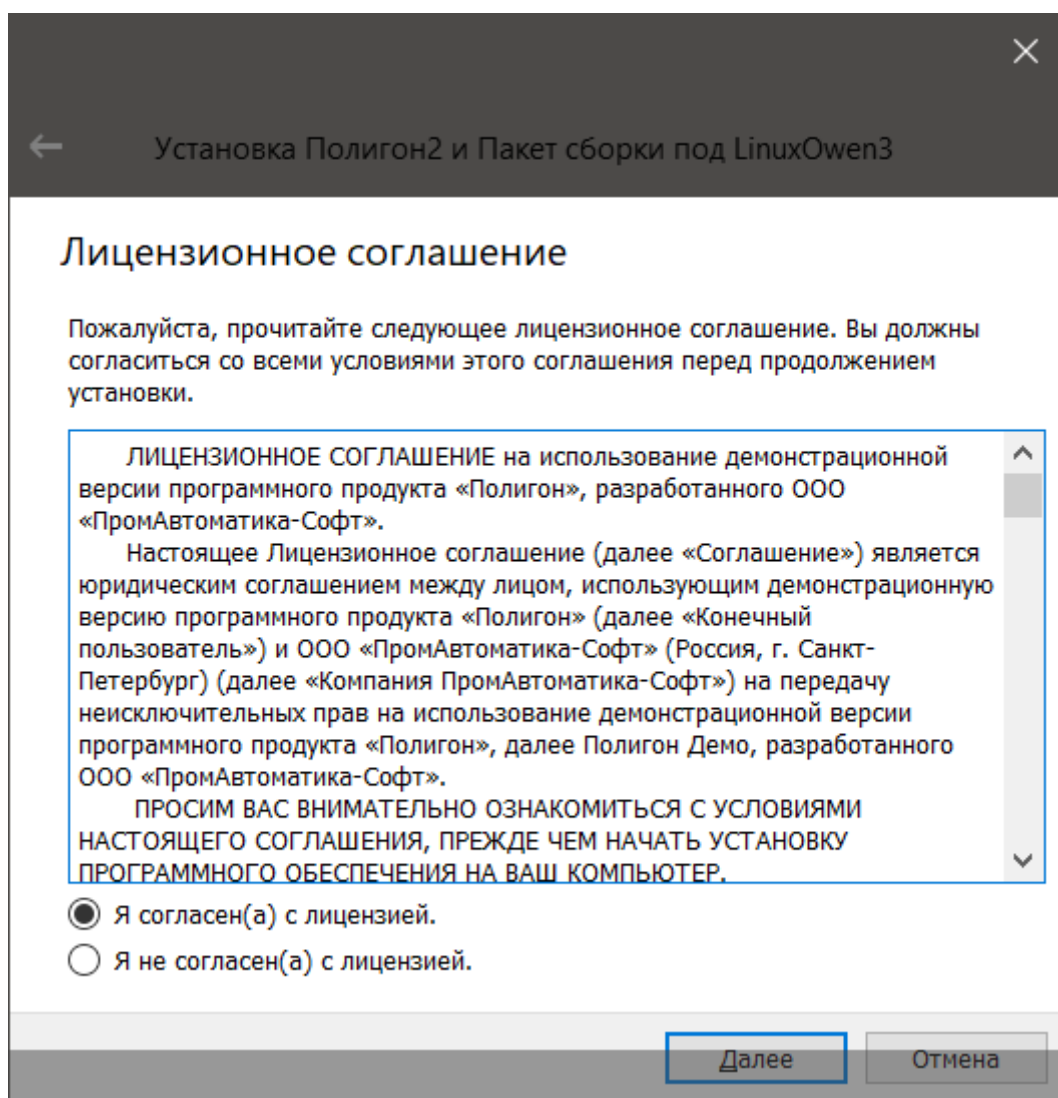 Установка Полигон2 и Пакет сборки под LinuxOwen3
Лицензионное соглашение
Пожалуйста, прочитайте следующее лицензионное соглашение. Вы должны
согласиться со всеми условиями этого соглашения перед продолжением
установки.
ЛИЦЕНЗИОННОЕ СОГЛАШЕНИЕ на использование демонстрационной
версии программного продукта «Полигон», разработанного ООО
«ПромАвтоматика-Софт».
Настоящее Лицензионное соглашение (далее «Соглашение») является
юридическим соглашением между лицом, использующим демонстрационную
версию программного продукта «Полигон» (далее «Конечный
пользователь») и ООО «ПромАвтоматика-Софт» (Россия, г. Санкт-
Петербург) (далее «Компания ПромАвтоматика-Софт») на передачу
неисключительных прав на использование демонстрационной версии
программного продукта «Полигон», далее Полигон Демо, разработанного
ООО «ПромАвтоматика-Софт».
ПРОСИМ ВАС ВНИМАТЕЛЬНО ОЗНАКОМИТЬСЯ С УСЛОВИЯМИ
НАСТОЯЩЕГО СОГЛАШЕНИЯ, ПРЕЖДЕ ЧЕМ НАЧАТЬ УСТАНОВКУ
ПРОГРАММНОГО ОБЕСПЕЧЕНИЯ НА ВАШ КОМПЬЮТЕР.
Я согласен(а) с лицензией.
Я не согласен(а) с лицензией.
Далее
Отмена